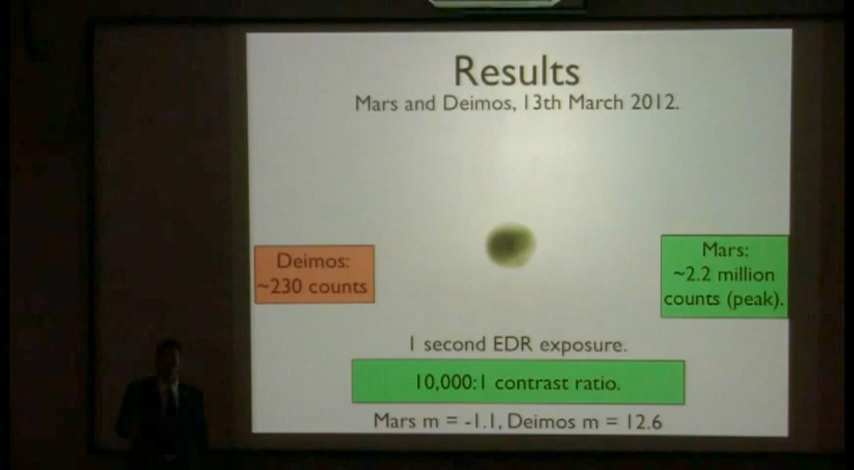 Results
Mars and Deimos, 13th March 2012.
Deimos:
~230 counts
Mars:
~2.2 million
counts (peak).
1 second EDR exposure.
10,000:1 contrast ratio.
Mars m = -1.1, Deimos m = 12.6